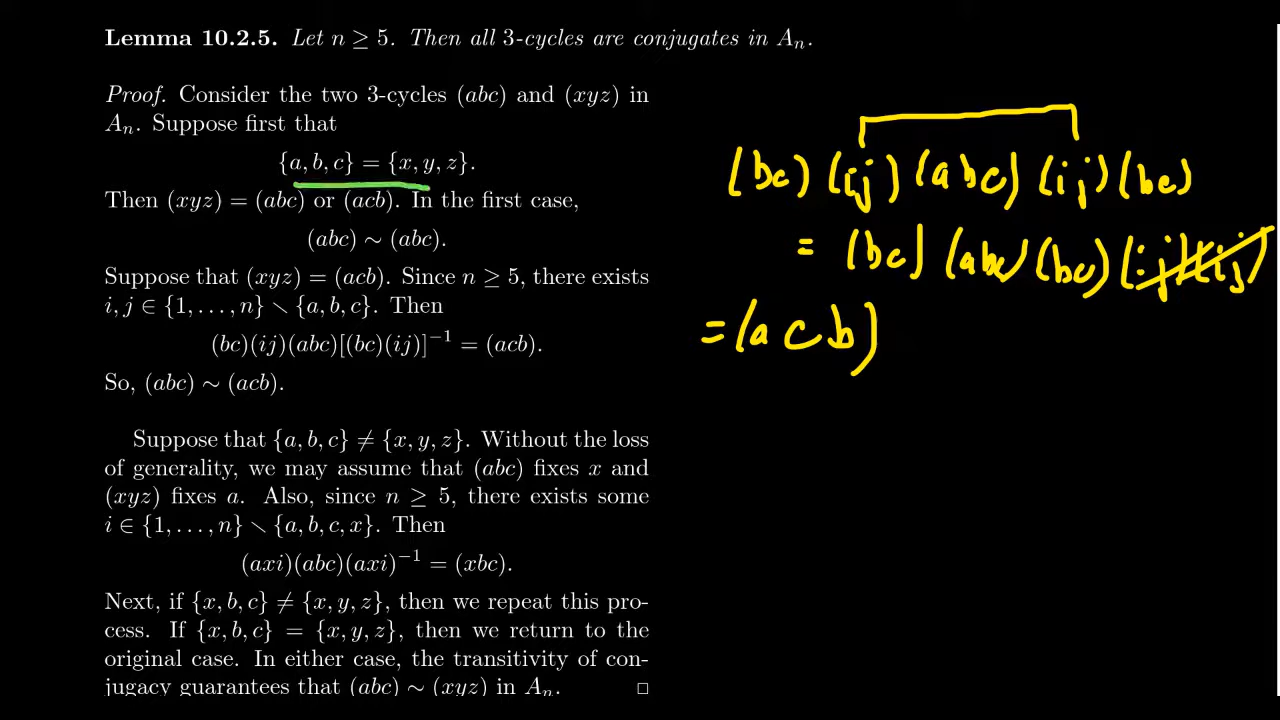 Lemma 10.2.5. Let n ≥ 5. Then all 3-cycles are conjugates in Aₙ.
Proof. Consider the two 3-cycles (abc) and (xyz) in
Aₙ. Suppose first that
{a, b, c} = {x, y, z}.
Then (xyz) = (abc) or (acb). In the first case,
(abc) ∼ (abc).
Suppose that (xyz) = (acb). Since n ≥ 5, there exists
i, j ∈ {1, . . . , n} ∖ {a, b, c}. Then
(bc)(ij)(abc)[(bc)(ij)]⁻¹ = (acb).
So, (abc) ∼ (acb).
Suppose that {a, b, c} ≠ {x, y, z}. Without the loss
of generality, we may assume that (abc) fixes x and
(xyz) fixes a. Also, since n ≥ 5, there exists some
i ∈ {1, . . . , n} ∖ {a, b, c, x}. Then
(axi)(abc)(axi)⁻¹ = (xbc).
Next, if {x, b, c} ≠ {x, y, z}, then we repeat this pro-
cess. If {x, b, c} = {x, y, z}, then we return to the
original case. In either case, the transitivity of con-
jugacy guarantees that (abc) ∼ (xyz) in Aₙ. □
(bc) (ij) (abc) (ij) (bc)
= (bc) (abc) (bc) (ij) (ij)
= (a c b)